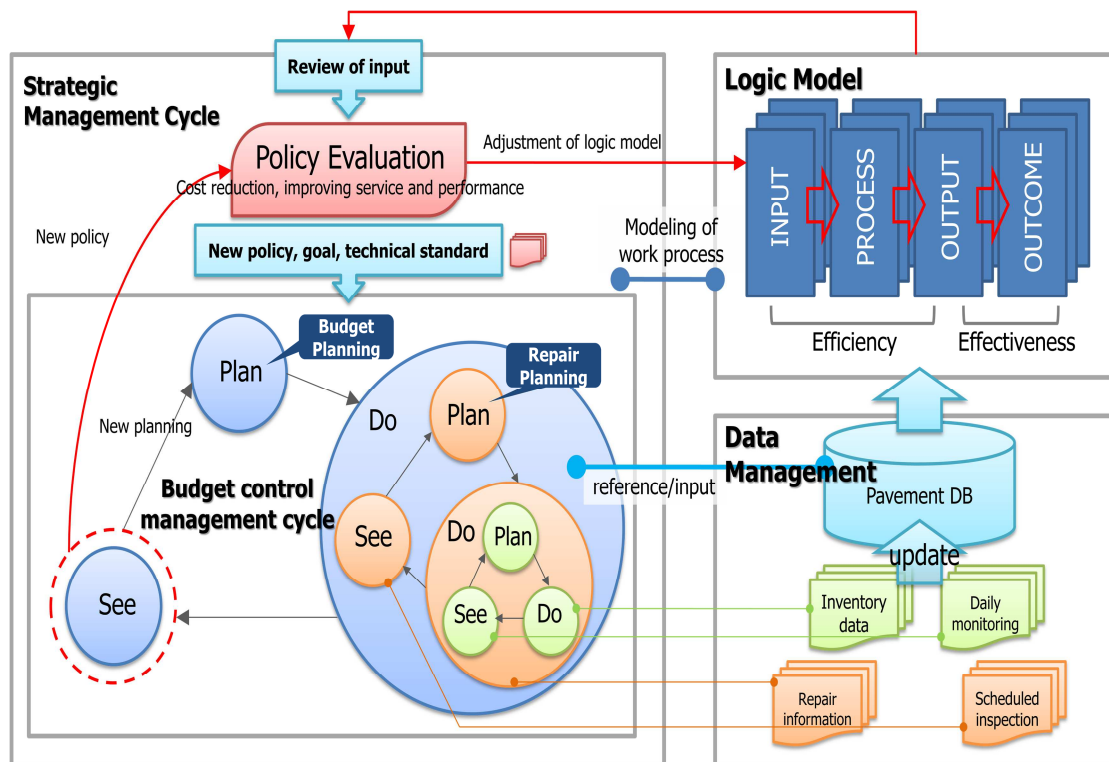 Strategic
Management Cycle
Review of input
Policy Evaluation
Cost reduction, improving service and performance
Adjustment of logic model
New policy
New policy, goal, technical standard
Logic Model
INPUT
PROCESS
OUTPUT
OUTCOME
Efficiency
Effectiveness
Modeling of
work process
Budget
Planning
Plan
Repair
Planning
Do
Plan
New planning
Budget control
management cycle
See
See
Do
Plan
See
Do
reference/input
Data
Management
Pavement DB
update
Inventory
data
Daily
monitoring
Repair
information
Scheduled
inspection